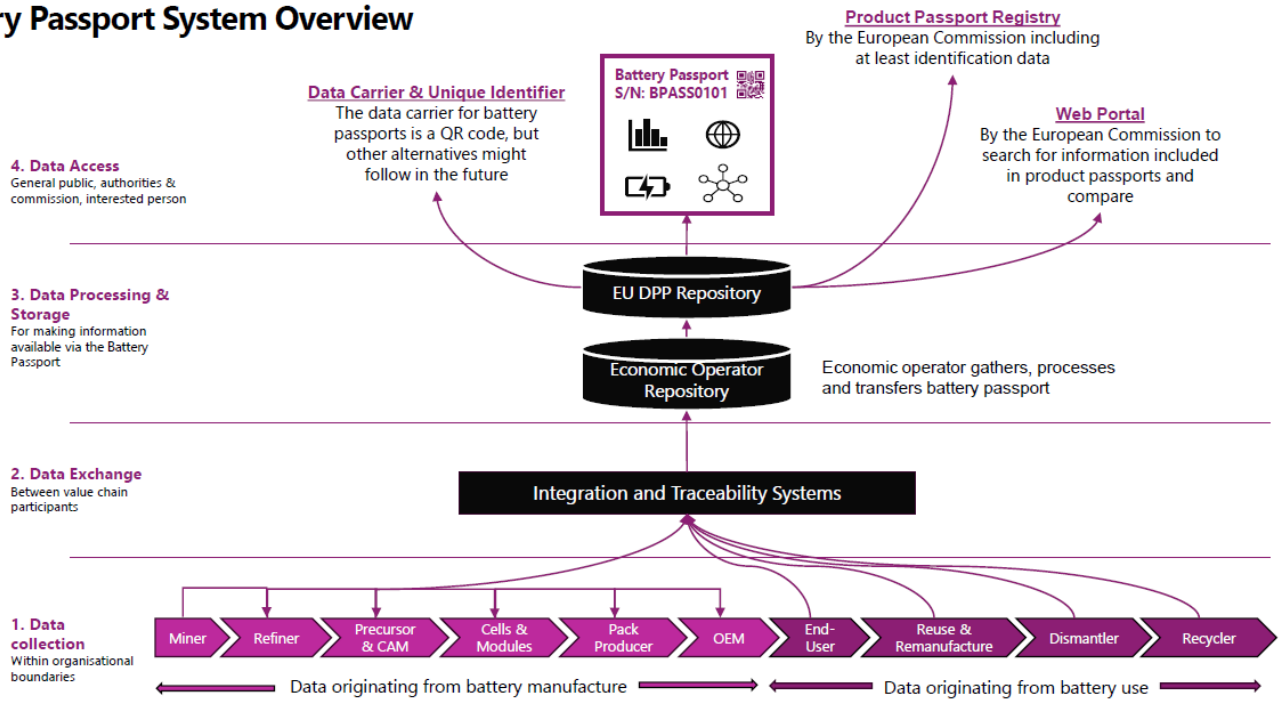 ry Passport System Overview
Product Passport Registry
By the European Commission including
at least identification data
Battery Passport
S/N: BPASS0101
Data Carrier & Unique Identifier
The data carrier for battery
passports is a QR code, but
other alternatives might
follow in the future
Web Portal
By the European Commission to
search for information included
in product passports and
compare
4. Data Access
General public, authorities &
commission, interested person
3. Data Processing &
Storage
For making information
available via the Battery
Passport
EU DPP Repository
Economic Operator
Repository
Economic operator gathers, processes
and transfers battery passport
2. Data Exchange
Between value chain
participants
Integration and Traceability Systems
1. Data
collection
Within organisational
boundaries
Miner
Refiner
Precursor
& CAM
Cells &
Modules
Pack
Producer
OEM
End-
User
Reuse &
Remanufacture
Dismantler
Recycler
Data originating from battery manufacture
Data originating from battery use